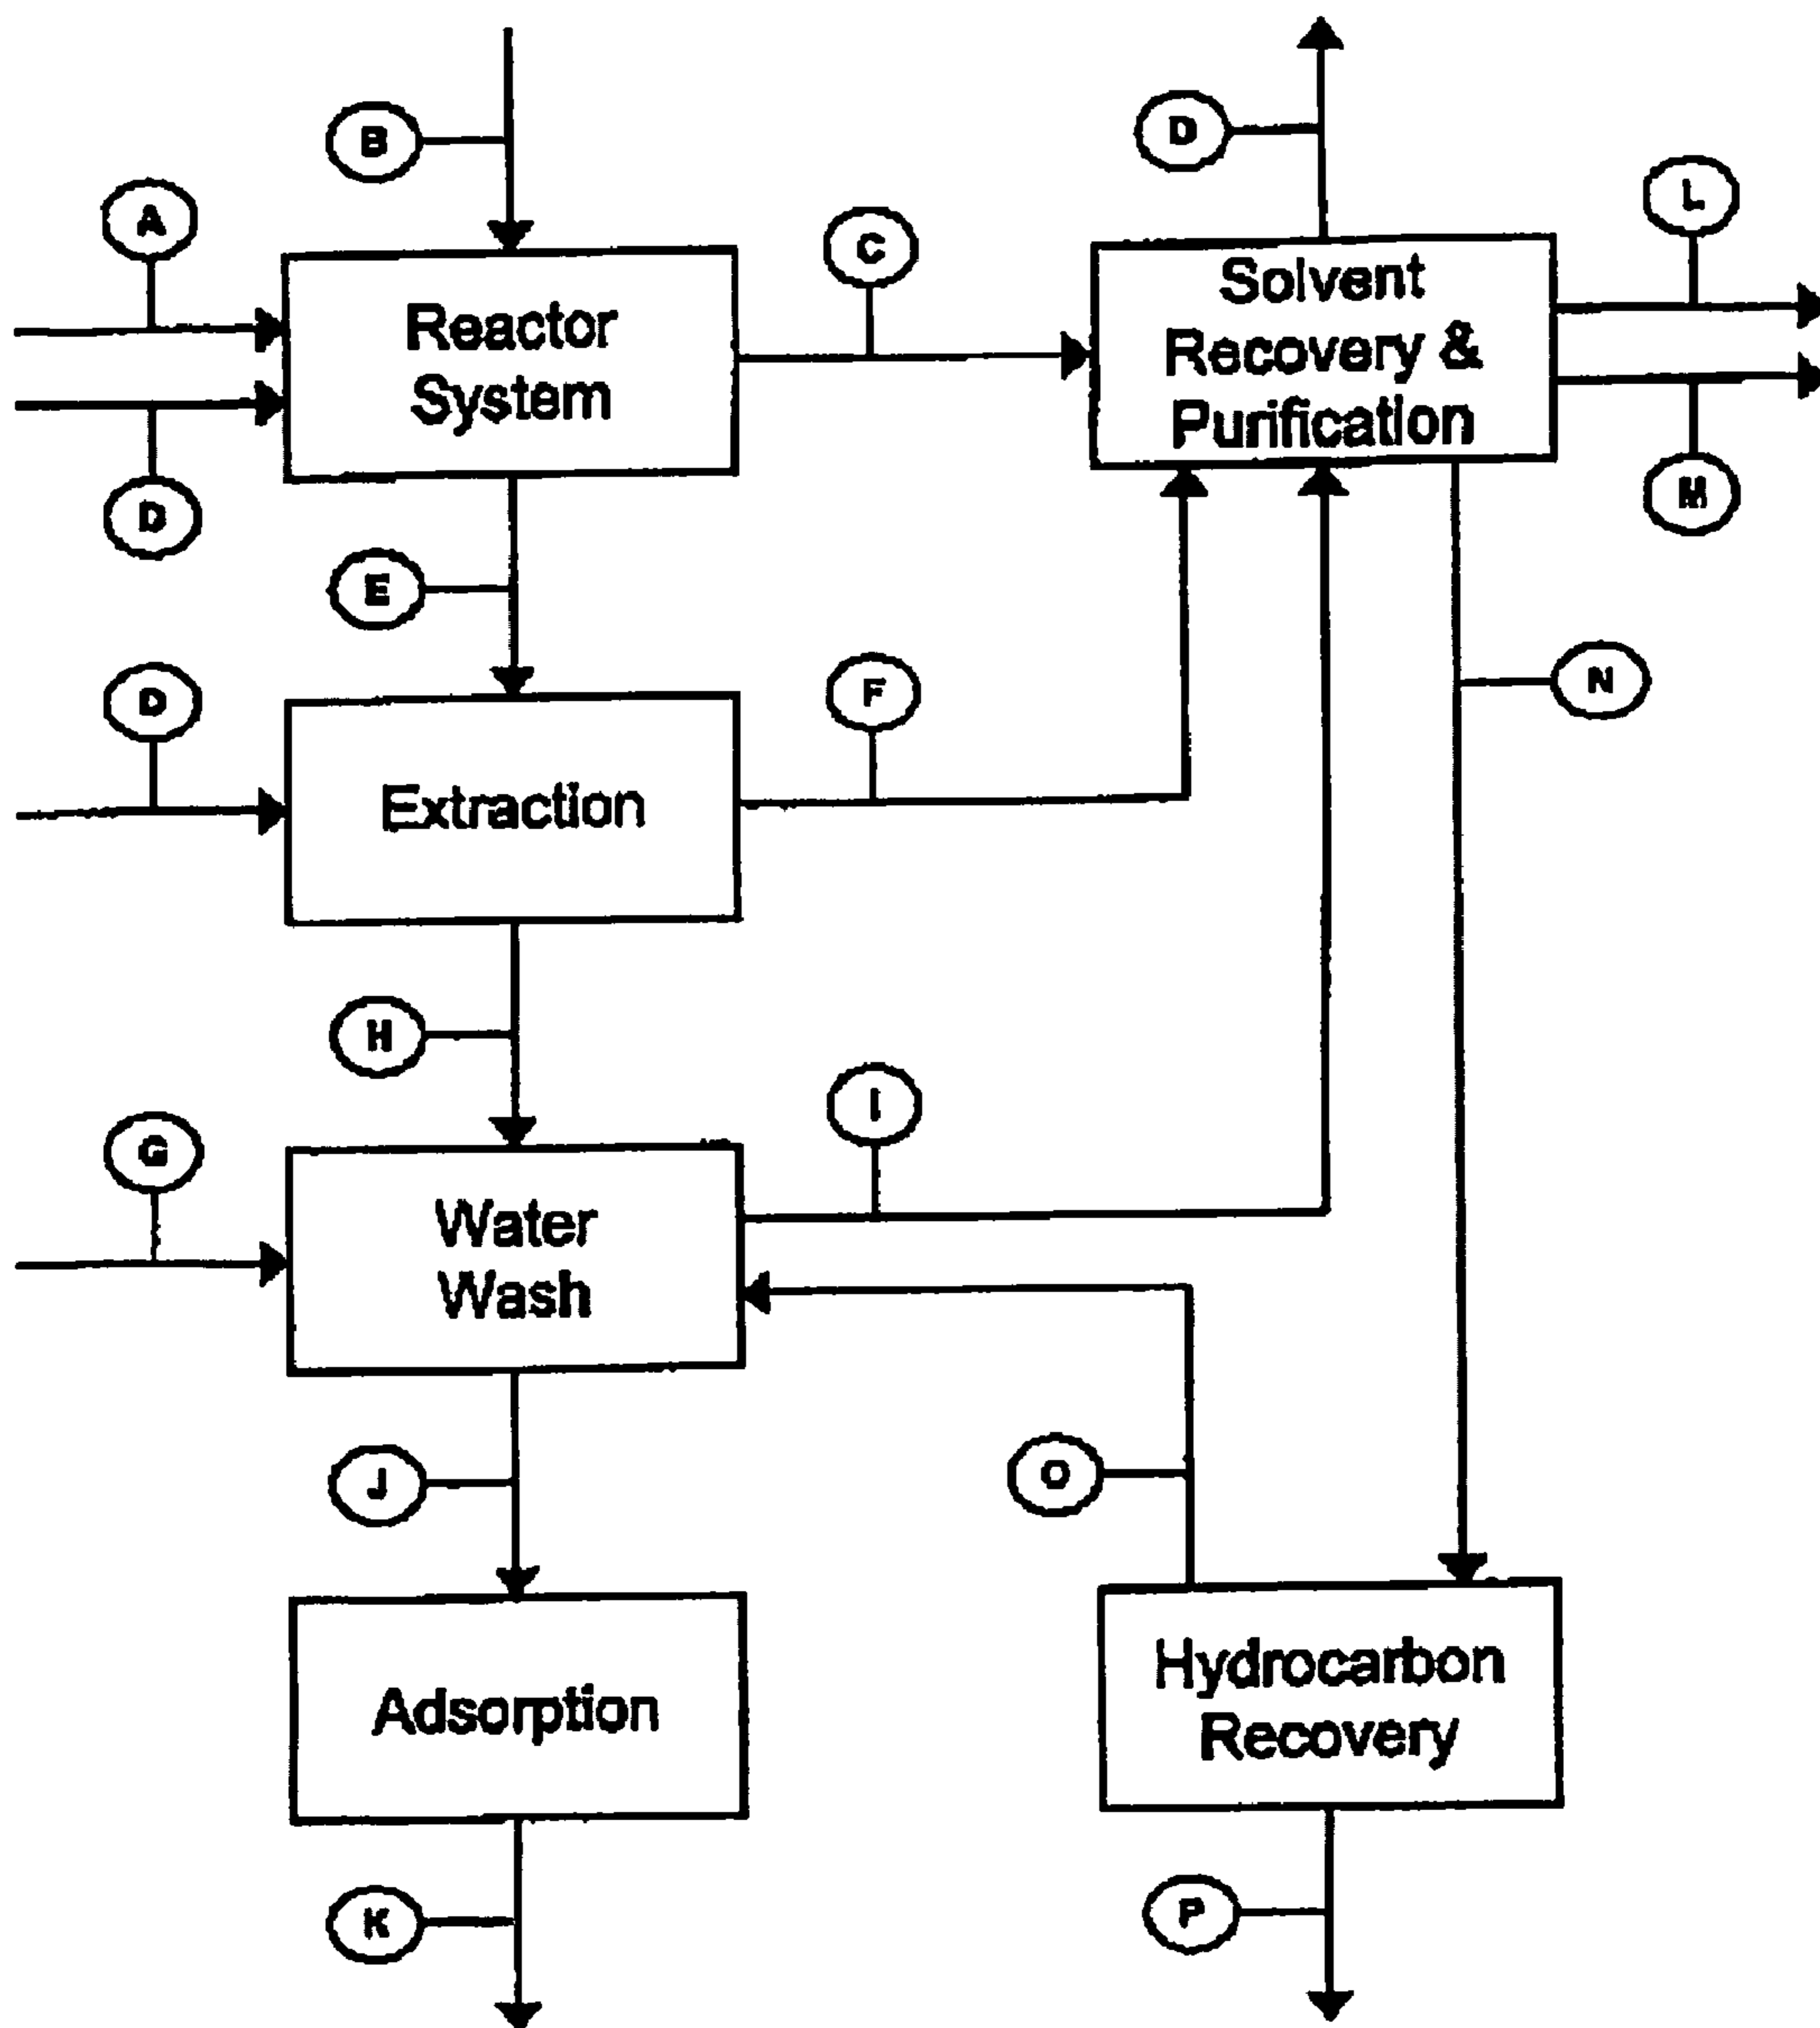 B
D
A
L
C
Reactor
System
Solvent
Recovery &
Purification
D
M
E
D
F
N
Extraction
H
G
I
Water
Wash
J
O
Adsorption
Hydrocarbon
Recovery
K
P